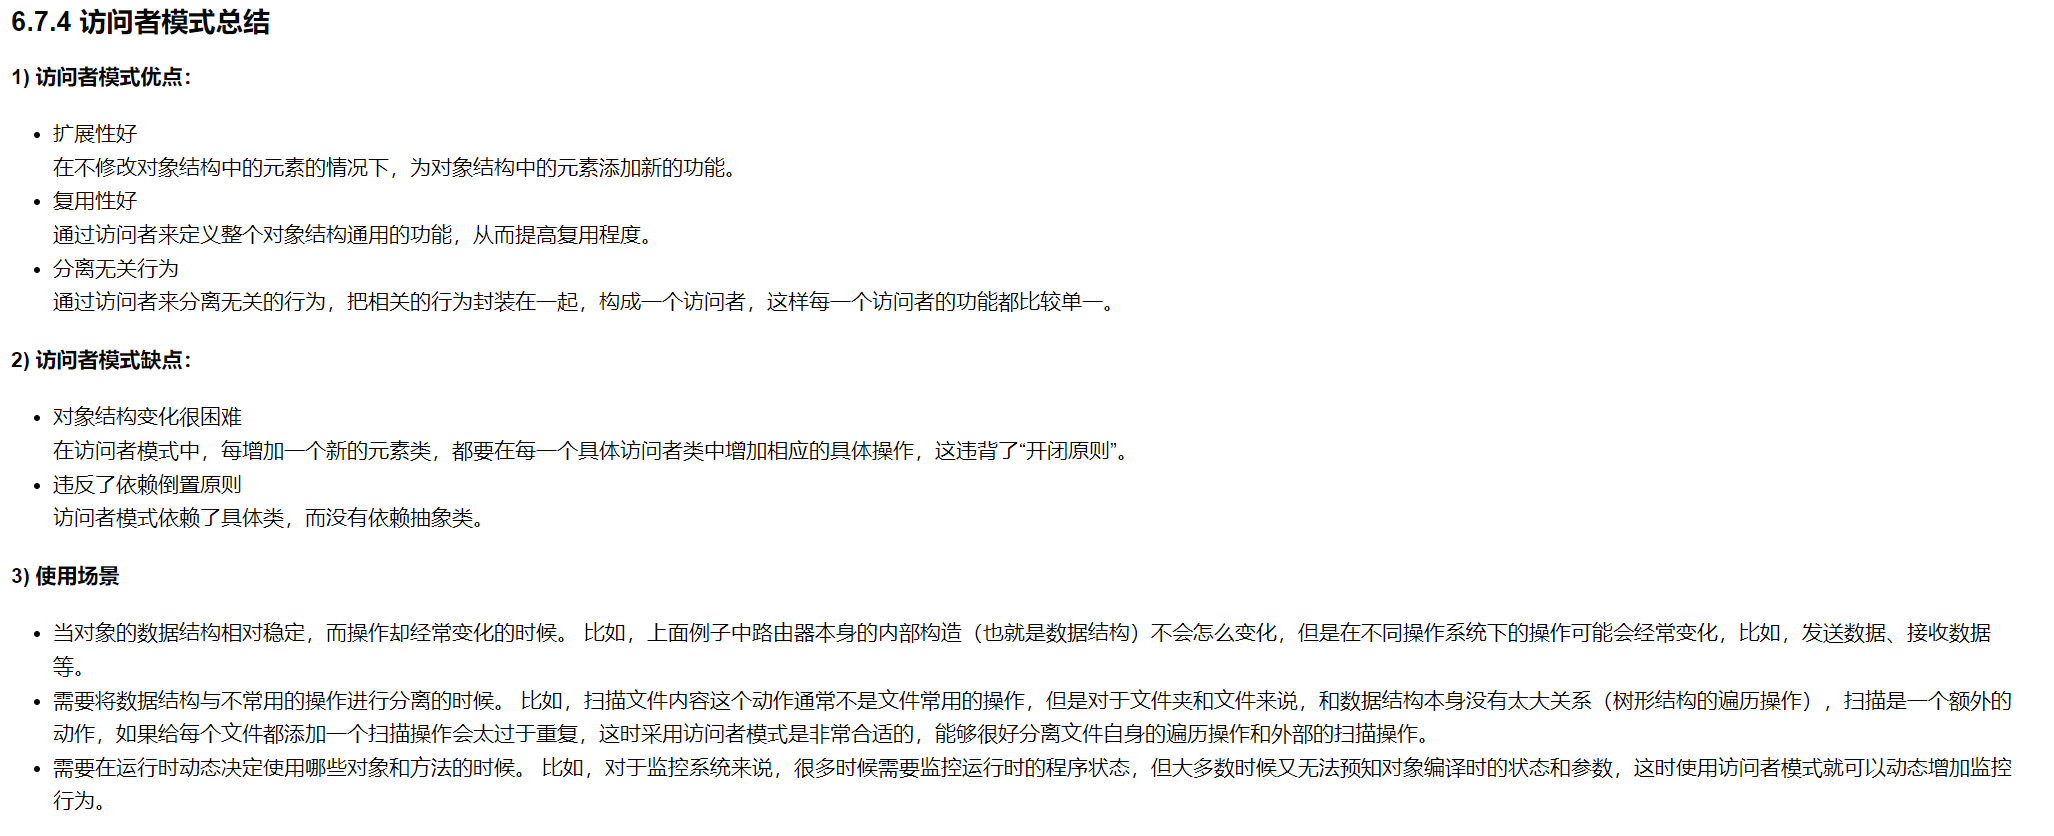 6.7.4 访问者模式总结
1) 访问者模式优点：
• 扩展性好
在不修改对象结构中的元素的情况下，为对象结构中的元素添加新的功能。
• 复用性好
通过访问者来定义整个对象结构通用的功能，从而提高复用程度。
• 分离无关行为
通过访问者来分离无关的行为，把相关的行为封装在一起，构成一个访问者，这样每一个访问者的功能都比较单一。
2) 访问者模式缺点：
• 对象结构变化很困难
在访问者模式中，每增加一个新的元素类，都要在每一个具体访问者类中增加相应的具体操作，这违背了“开闭原则”。
• 违反了依赖倒置原则
访问者模式依赖了具体类，而没有依赖抽象类。
3) 使用场景
• 当对象的数据结构相对稳定，而操作却经常变化的时候。 比如，上面例子中路由器本身的内部构造（也就是数据结构）不会怎么变化，但是在不同操作系统下的操作可能会经常变化，比如，发送数据、接收数据
等。
• 需要将数据结构与不常用的操作进行分离的时候。 比如，扫描文件内容这个动作通常不是文件常用的操作，但是对于文件夹和文件来说，和数据结构本身没有太大关系（树形结构的遍历操作），扫描是一个额外的
动作，如果给每个文件都添加一个扫描操作会太过于重复，这时采用访问者模式是非常合适的，能够很好分离文件自身的遍历操作和外部的扫描操作。
• 需要在运行时动态决定使用哪些对象和方法的时候。 比如，对于监控系统来说，很多时候需要监控运行时的程序状态，但大多数时候又无法预知对象编译时的状态和参数，这时使用访问者模式就可以动态增加监控
行为。